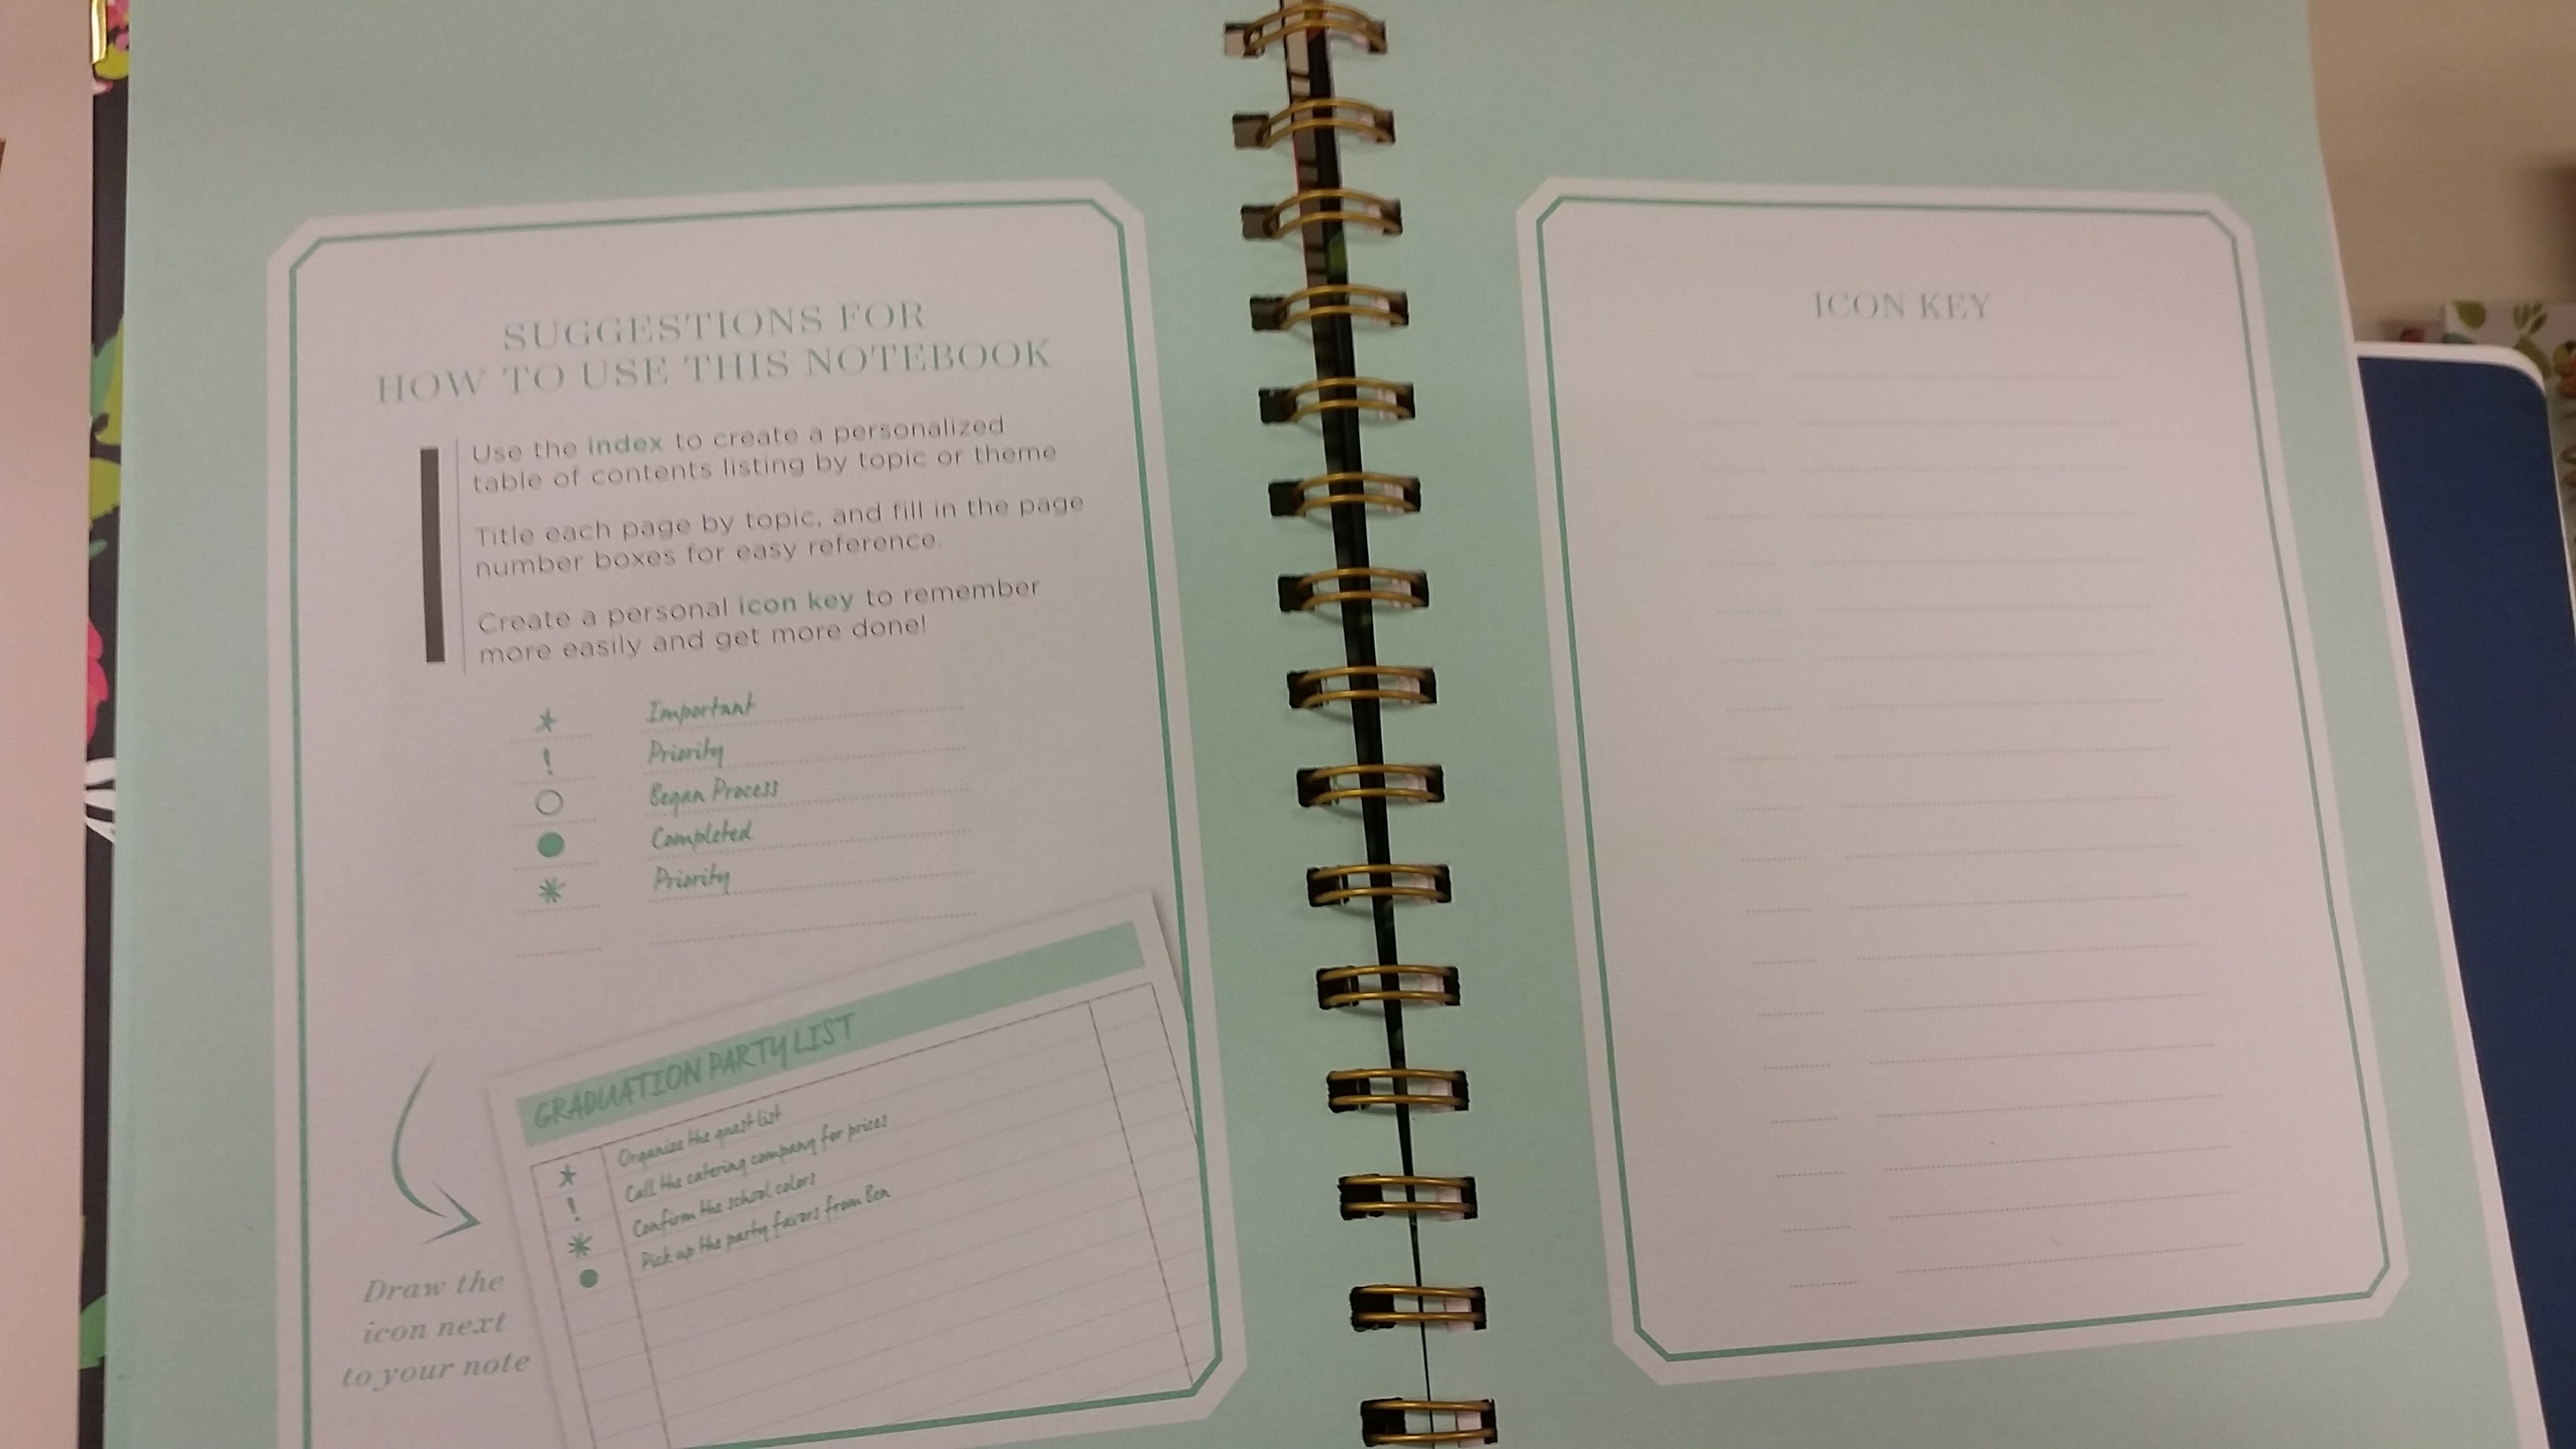 SUGGESTIONS FOR
HOW TO USE THIS NOTEBOOK
Use the index to create a personalized
table of contents listing by topic or theme
Title each page by topic, and fill in the page
number boxes for easy reference.
Create a personal icon key to remember
more easily and get more done!
Important
! Priority
Began Process
Completed
* Priority
GRADUATION PARTY LIST
Organize the guest list
! Call the catering company for prices
* Confirm the school colors
Pick up the party favors from Ben
Draw the
icon next
to your note
ICON KEY